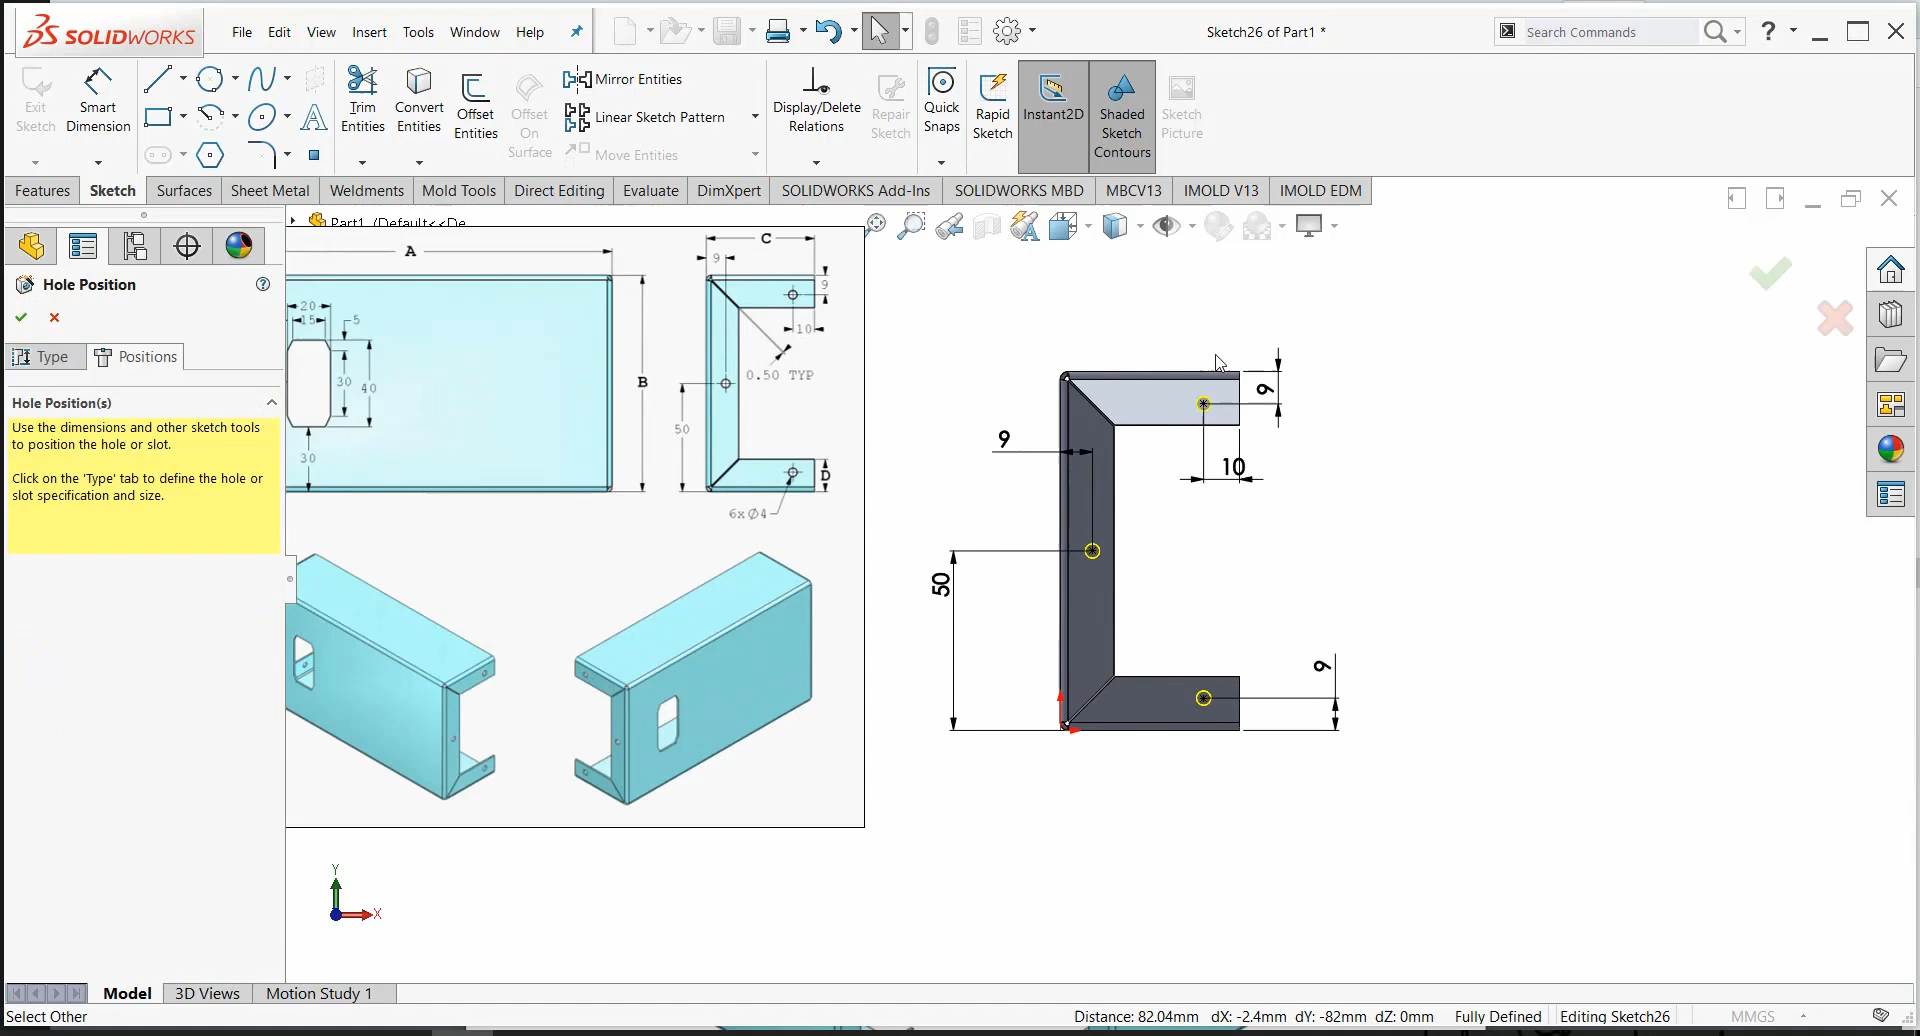 SOLIDWORKS
File
Edit
View
Insert
Tools
Window
Help
Sketch26 of Part1 *
Search Commands
?
Exit
Sketch
Smart
Dimension
Trim
Entities
Convert
Entities
Offset
Entities
Offset
On
Surface
Mirror Entities
Linear Sketch Pattern
Move Entities
Display/Delete
Relations
Repair
Sketch
Quick
Snaps
Rapid
Sketch
Instant2D
Shaded
Sketch
Contours
Sketch
Picture
Features
Sketch
Surfaces
Sheet Metal
Weldments
Mold Tools
Direct Editing
Evaluate
DimXpert
SOLIDWORKS Add-Ins
SOLIDWORKS MBD
MBCV13
IMOLD V13
IMOLD EDM
Part1 (Default<<De
Hole Position
?
Type
Positions
Hole Position(s)
Use the dimensions and other sketch tools
to position the hole or slot.
Click on the 'Type' tab to define the hole or
slot specification and size.
A
20
15
5
30
40
30
B
C
9
9
10
0.50 TYP
50
D
6x Ø4
9
9
10
50
9
Y
X
Model
3D Views
Motion Study 1
Select Other
Distance: 82.04mm
dX: -2.4mm
dY: -82mm
dZ: 0mm
Fully Defined
Editing Sketch26
MMGS